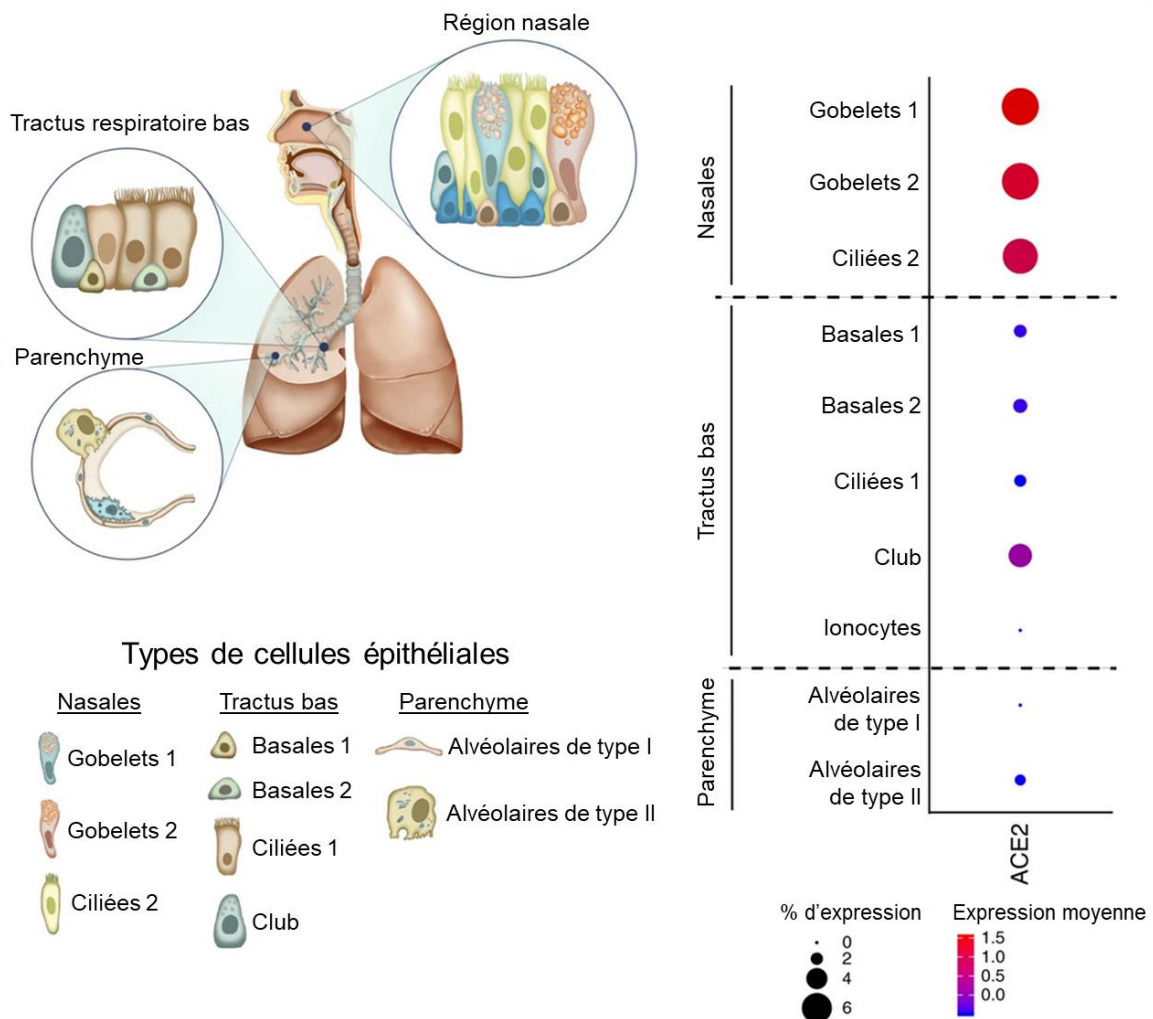 Région nasale
Tractus respiratoire bas
Parenchyme
Types de cellules épithéliales
Nasales
Gobelets 1
Gobelets 2
Ciliées 2
Tractus bas
Basales 1
Basales 2
Ciliées 1
Club
Parenchyme
Alvéolaires de type I
Alvéolaires de type II
Nasales
Gobelets 1
Gobelets 2
Ciliées 2
Tractus bas
Basales 1
Basales 2
Ciliées 1
Club
Ionocytes
Parenchyme
Alvéolaires
de type I
Alvéolaires
de type II
ACE2
% d'expression
0
2
4
6
Expression moyenne
1.5
1.0
0.5
0.0